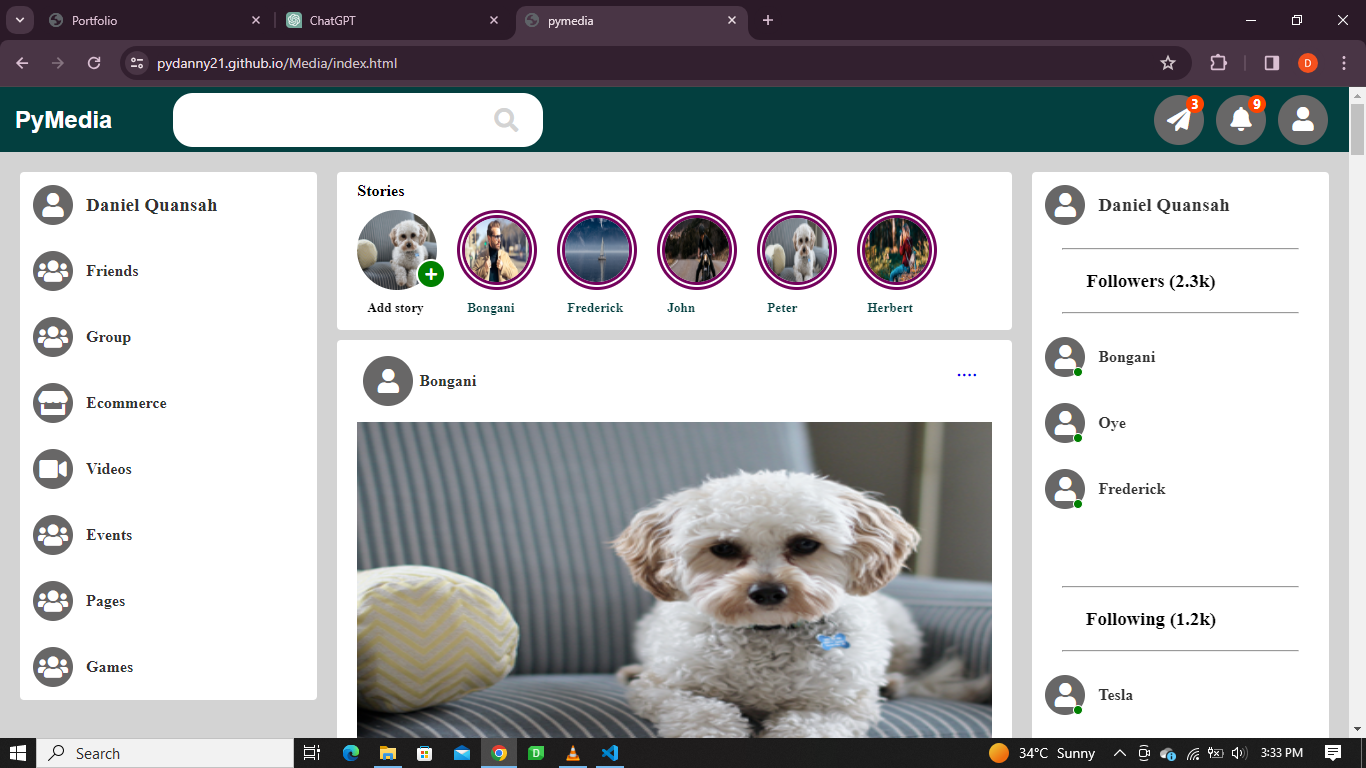 Portfolio
ChatGPT
pymedia
pydanny21.github.io/Media/index.html
D
PyMedia
3
9
Daniel Quansah
Friends
Group
Ecommerce
Videos
Events
Pages
Games
Stories
Add story
Bongani
Frederick
John
Peter
Herbert
Bongani
....
Daniel Quansah
Followers (2.3k)
Bongani
Oye
Frederick
Following (1.2k)
Tesla
Search
D
34°C Sunny
3:33 PM